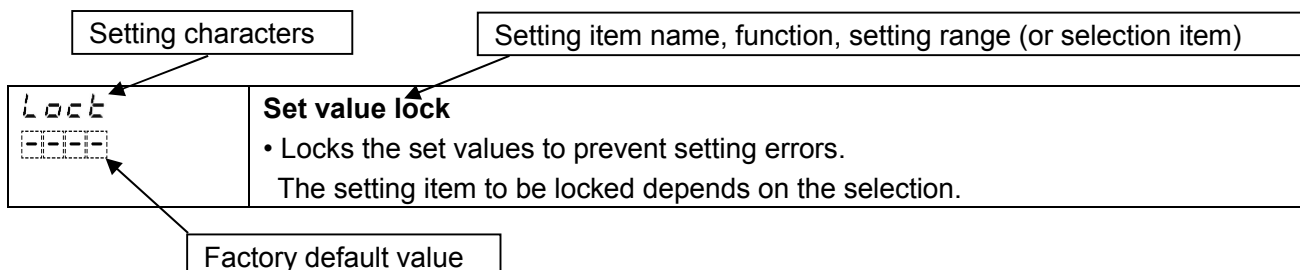 Setting characters
Setting item name, function, setting range (or selection item)
Lock
Set value lock
----
• Locks the set values to prevent setting errors.
The setting item to be locked depends on the selection.
Factory default value